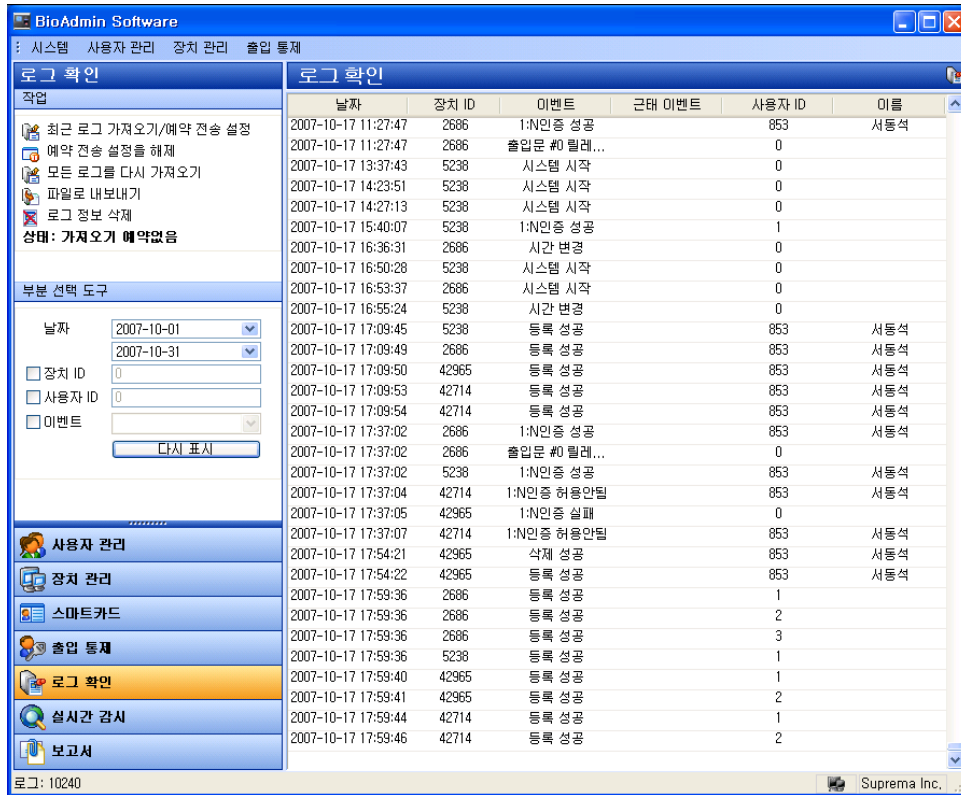 BioAdmin Software
시스템 사용자 관리 장치 관리 출입 통제
로그 확인
작업
최근 로그 가져오기/예약 전송 설정
예약 전송 설정을 해제
모든 로그를 다시 가져오기
파일로 내보내기
로그 정보 삭제
상태: 가져오기 예약없음
부분 선택 도구
날짜 2007-10-01
2007-10-31
장치 ID 0
사용자 ID 0
이벤트
다시 표시
사용자 관리
장치 관리
스마트카드
출입 통제
로그 확인
실시간 감시
보고서
로그 확인
날짜 장치 ID 이벤트 근태 이벤트 사용자 ID 이름
2007-10-17 11:27:47 2686 1:N인증 성공 853 서동석
2007-10-17 11:27:47 2686 출입문 #0 릴레... 0
2007-10-17 13:37:43 5238 시스템 시작 0
2007-10-17 14:23:51 5238 시스템 시작 0
2007-10-17 14:27:13 5238 시스템 시작 0
2007-10-17 15:40:07 5238 1:N인증 성공 1
2007-10-17 16:36:31 2686 시간 변경 0
2007-10-17 16:50:28 5238 시스템 시작 0
2007-10-17 16:53:37 2686 시스템 시작 0
2007-10-17 16:55:24 5238 시간 변경 0
2007-10-17 17:09:45 5238 등록 성공 853 서동석
2007-10-17 17:09:49 2686 등록 성공 853 서동석
2007-10-17 17:09:50 42965 등록 성공 853 서동석
2007-10-17 17:09:53 42714 등록 성공 853 서동석
2007-10-17 17:09:54 42714 등록 성공 853 서동석
2007-10-17 17:37:02 2686 1:N인증 성공 853 서동석
2007-10-17 17:37:02 2686 출입문 #0 릴레... 0
2007-10-17 17:37:02 5238 1:N인증 성공 853 서동석
2007-10-17 17:37:04 42714 1:N인증 허용안됨 853 서동석
2007-10-17 17:37:05 42965 1:N인증 실패 0
2007-10-17 17:37:07 42714 1:N인증 허용안됨 853 서동석
2007-10-17 17:54:21 42965 삭제 성공 853 서동석
2007-10-17 17:54:22 42965 등록 성공 853 서동석
2007-10-17 17:59:36 2686 등록 성공 1
2007-10-17 17:59:36 2686 등록 성공 2
2007-10-17 17:59:36 2686 등록 성공 3
2007-10-17 17:59:36 5238 등록 성공 1
2007-10-17 17:59:40 42965 등록 성공 1
2007-10-17 17:59:41 42965 등록 성공 2
2007-10-17 17:59:44 42714 등록 성공 1
2007-10-17 17:59:46 42714 등록 성공 2
로그: 10240 Suprema Inc.